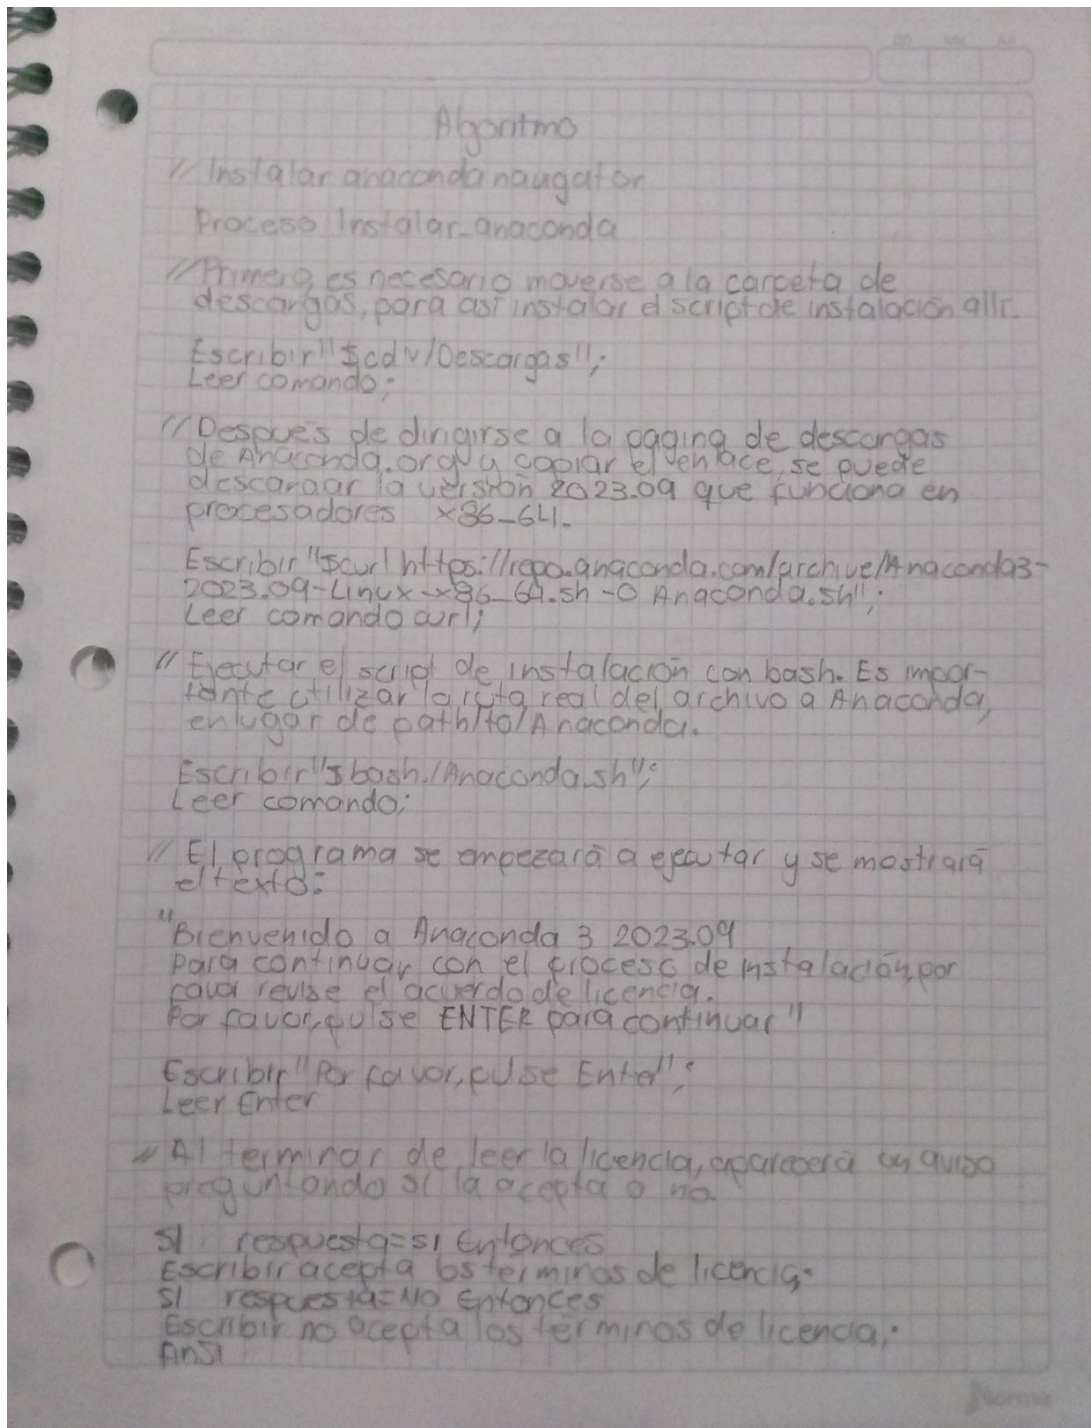 Algoritmo
// Instalar anaconda navigator
Proceso Instalar_anaconda
// Primero, es necesario moverse a la carpeta de
descargas, para así instalar el script de instalación allí.
Escribir "$cd ~/Descargas";
Leer comando;
// Después de dirigirse a la pagina de descargas
de Anaconda.org y copiar el enlace, se puede
descargar la versión 2023.09 que funciona en
procesadores x86_64.
Escribir "$curl https://repo.anaconda.com/archive/Anaconda3-
2023.09-Linux-x86_64.sh -O Anaconda.sh";
Leer comando curl;
// Ejecutar el script de instalación con bash. Es impor-
tante utilizar la ruta real del archivo a Anaconda,
en lugar de path/to/Anaconda.
Escribir "$ bash./Anaconda.sh";
Leer comando;
// El programa se empezará a ejecutar y se mostrará
el texto:
"Bienvenido a Anaconda 3 2023.09
Para continuar con el proceso de instalación, por
favor revise el acuerdo de licencia.
Por favor, pulse ENTER para continuar"
Escribir "Por favor, pulse Enter";
Leer Enter
// Al terminar de leer la licencia, aparecerá un aviso
preguntando si la acepta o no.
SI respuesta=SI Entonces
Escribir acepta los terminos de licencia;
SI respuesta=NO Entonces
Escribir no acepta los términos de licencia;
FinSI
Norma